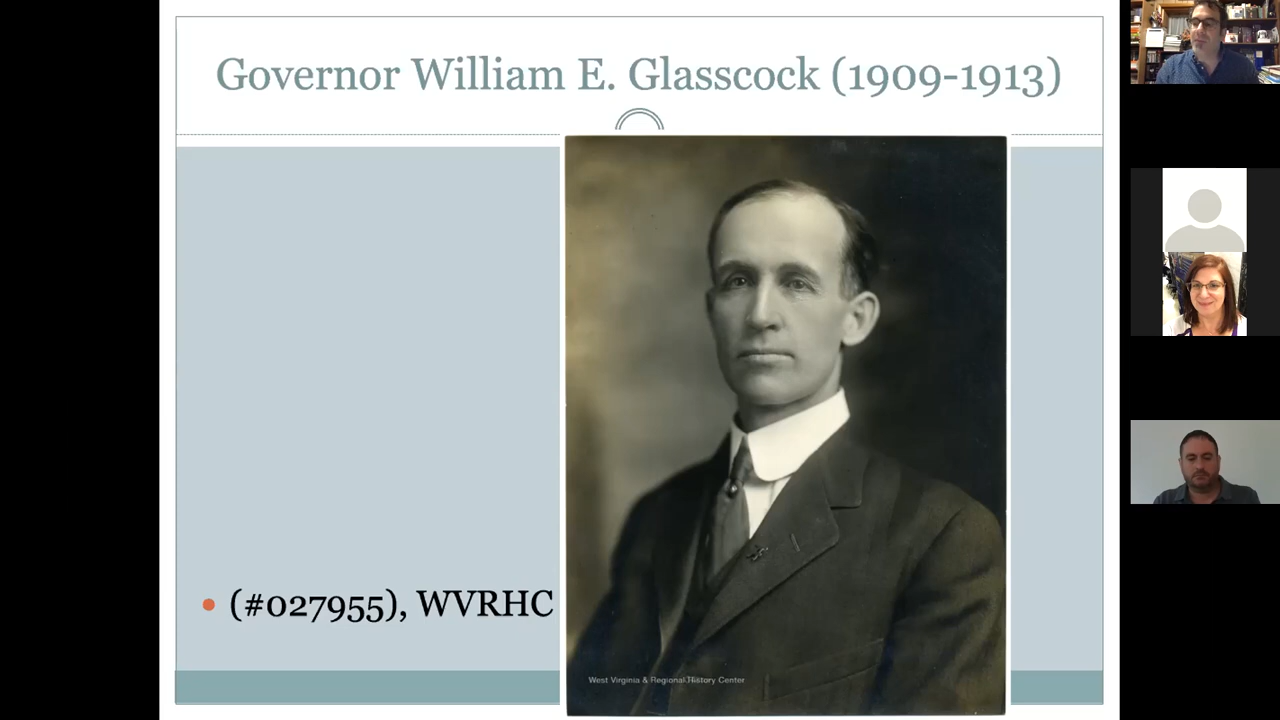 Governor William E. Glasscock (1909-1913)
• (#027955), WVRHC
West Virginia & Regional History Center